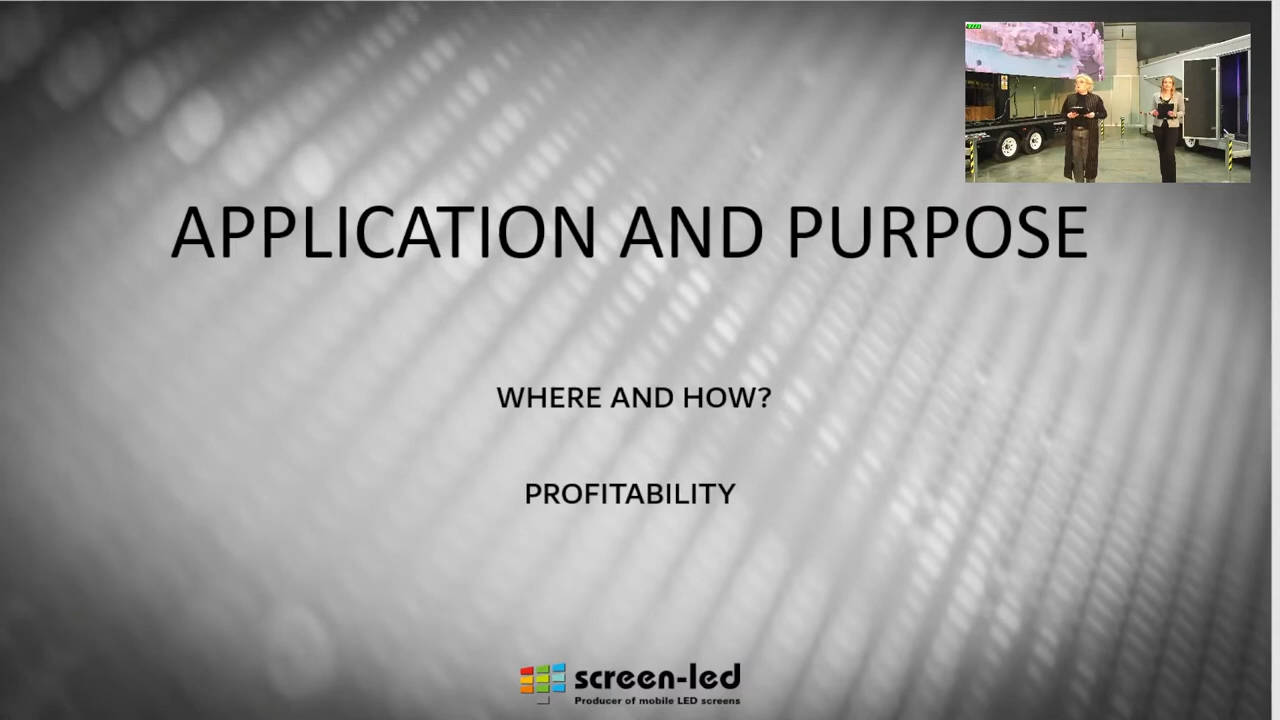 APPLICATION AND PURPOSE
WHERE AND HOW?
PROFITABILITY
screen-led
Producer of mobile LED screens